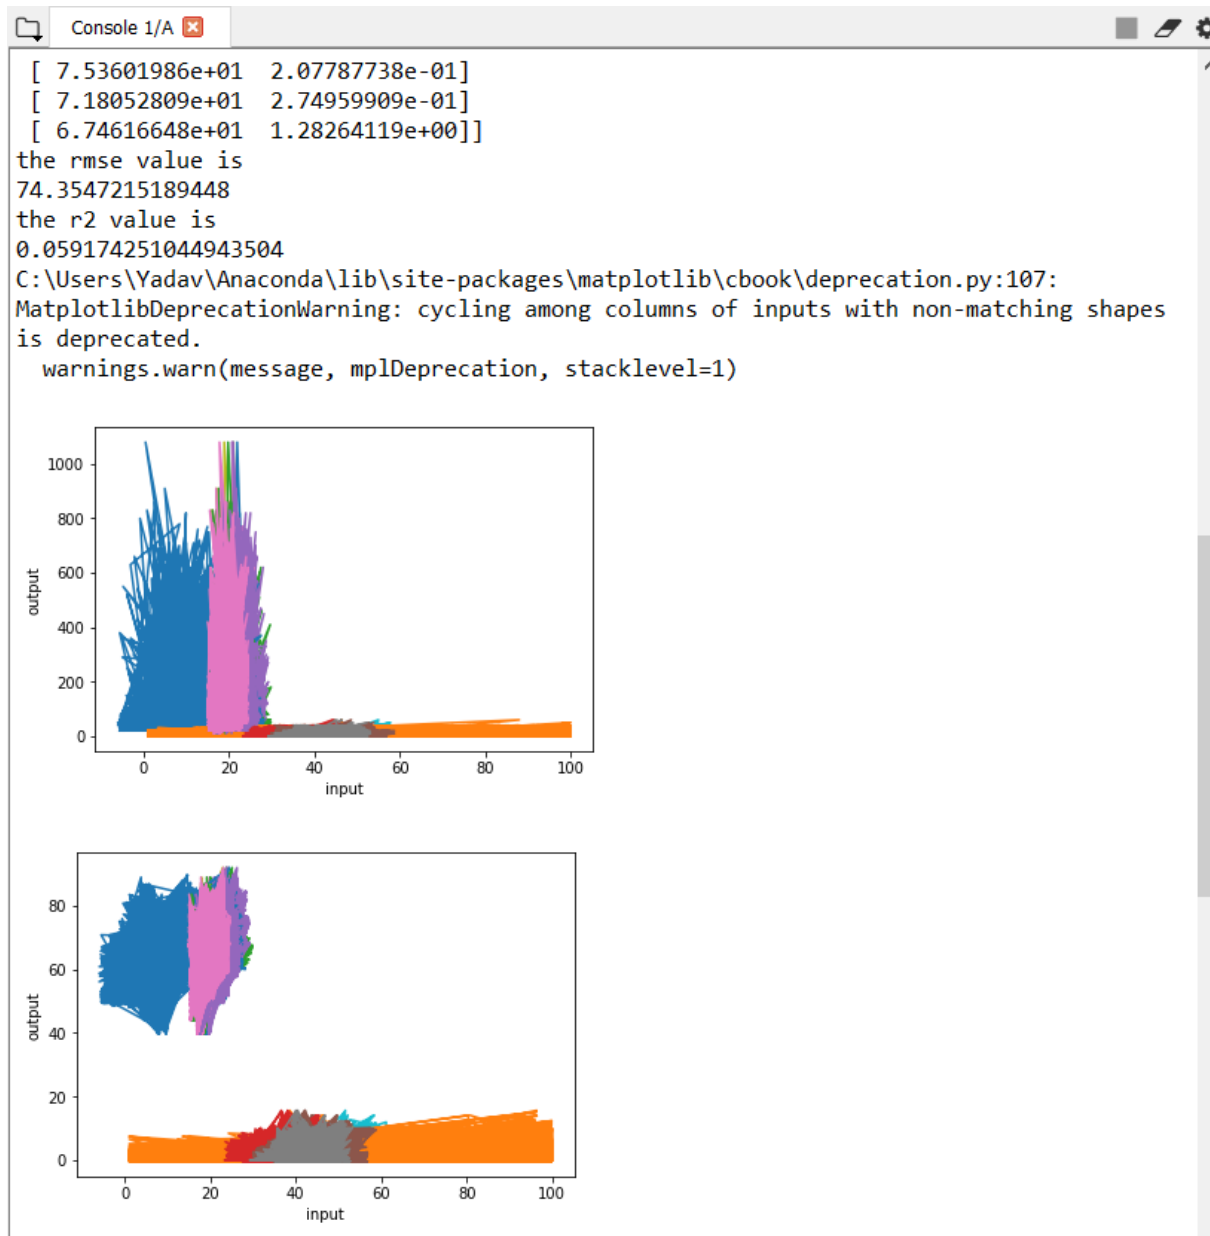 Console 1/A
[ 7.53601986e+01  2.07787738e-01]
[ 7.18052809e+01  2.74959909e-01]
[ 6.74616648e+01  1.28264119e+00]]
the rmse value is
74.3547215189448
the r2 value is
0.059174251044943504
C:\Users\Yadav\Anaconda\lib\site-packages\matplotlib\cbook\deprecation.py:107:
MatplotlibDeprecationWarning: cycling among columns of inputs with non-matching shapes
is deprecated.
  warnings.warn(message, mplDeprecation, stacklevel=1)
1000
800
600
400
200
0
output
0 20 40 60 80 100
input
80
60
40
20
0
output
0 20 40 60 80 100
input